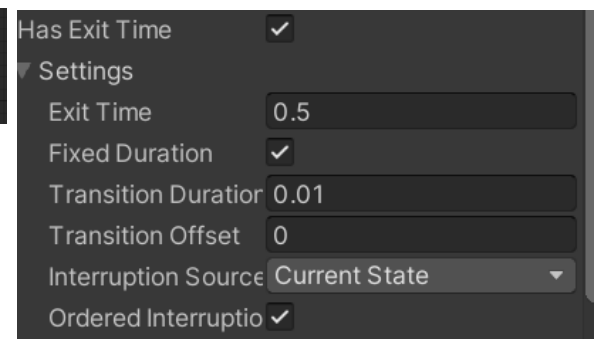 Has Exit Time
Settings
Exit Time 0.5
Fixed Duration
Transition Duration 0.01
Transition Offset 0
Interruption Source Current State
Ordered Interruptio